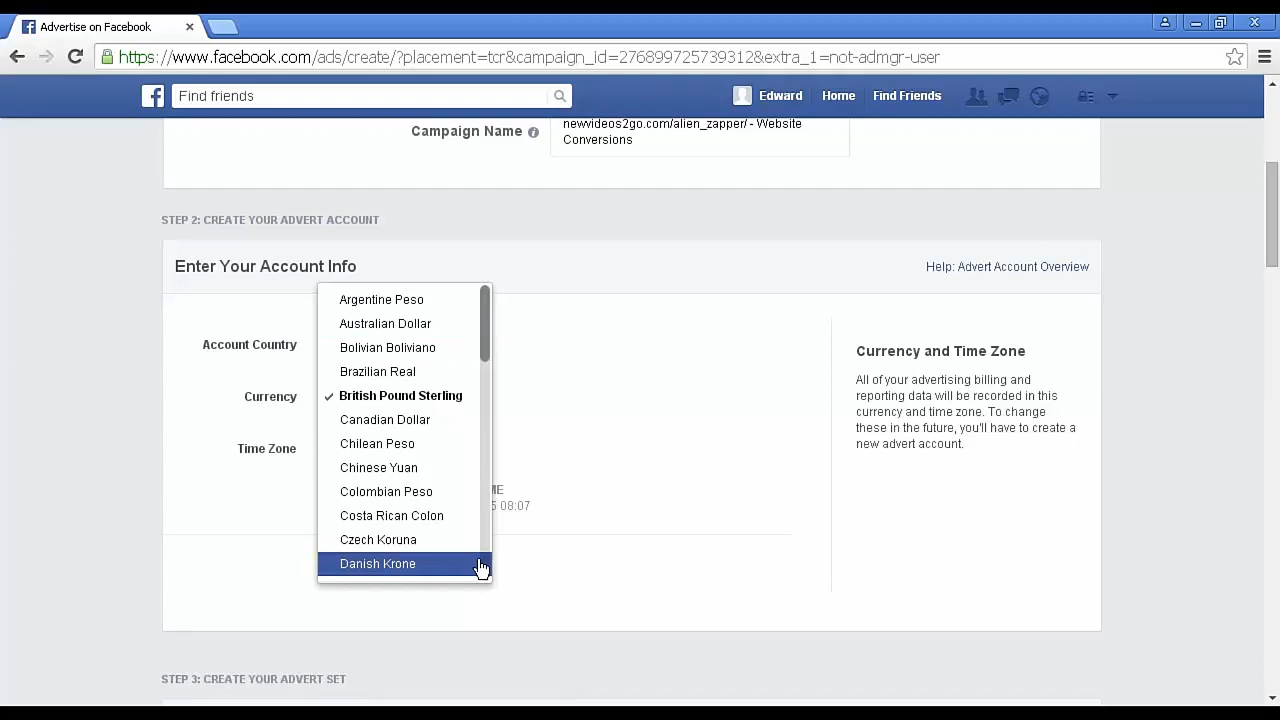 Advertise on Facebook
https://www.facebook.com/ads/create/?placement=tcr&campaign_id=276899725739312&extra_1=not-admgr-user
Find friends
Edward
Home
Find Friends
Campaign Name
newvideos2go.com/alien_zapper/ - Website
Conversions
STEP 2: CREATE YOUR ADVERT ACCOUNT
Enter Your Account Info
Help: Advert Account Overview
Account Country
Currency
Time Zone
Argentine Peso
Australian Dollar
Bolivian Boliviano
Brazilian Real
British Pound Sterling
Canadian Dollar
Chilean Peso
Chinese Yuan
Colombian Peso
Costa Rican Colon
Czech Koruna
Danish Krone
ME
5 08:07
Currency and Time Zone
All of your advertising billing and
reporting data will be recorded in this
currency and time zone. To change
these in the future, you'll have to create a
new advert account.
STEP 3: CREATE YOUR ADVERT SET